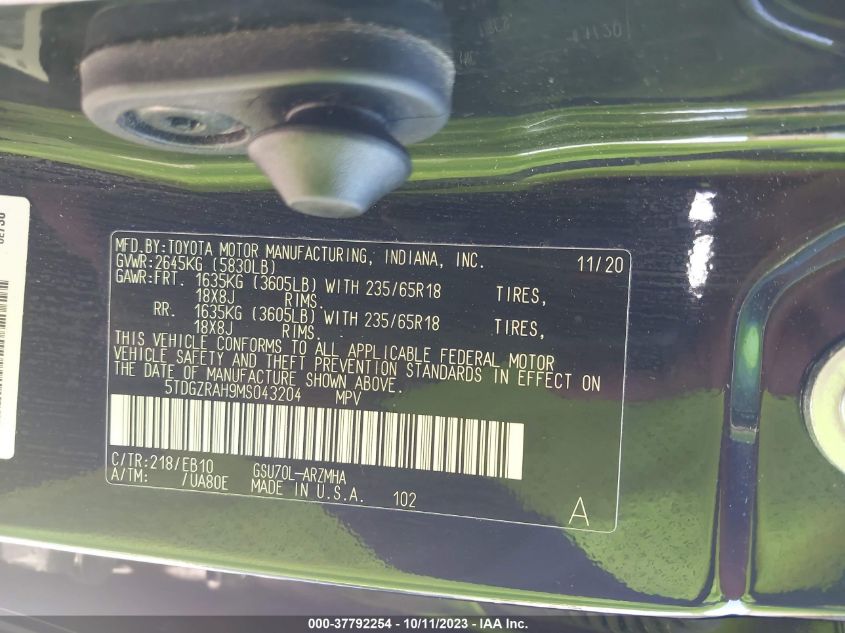 11/20
MFD.BY:TOYOTA MOTOR MANUFACTURING, INDIANA, INC. 11/20
GVWR:2645KG (5830LB)
GAWR:FRT. 1635KG (3605LB) WITH 235/65R18 TIRES,
18X8J RIMS.
RR. 1635KG (3605LB) WITH 235/65R18 TIRES,
18X8J RIMS.
THIS VEHICLE CONFORMS TO ALL APPLICABLE FEDERAL MOTOR
VEHICLE SAFETY AND THEFT PREVENTION STANDARDS IN EFFECT ON
THE DATE OF MANUFACTURE SHOWN ABOVE.
5TDGZRAH9MS043204 MPV
C/TR:218/EB10 GSU70L-ARZMHA
A/TM: /UA80E MADE IN U.S.A. 102
A
000-37792254 - 10/11/2023 - IAA Inc.